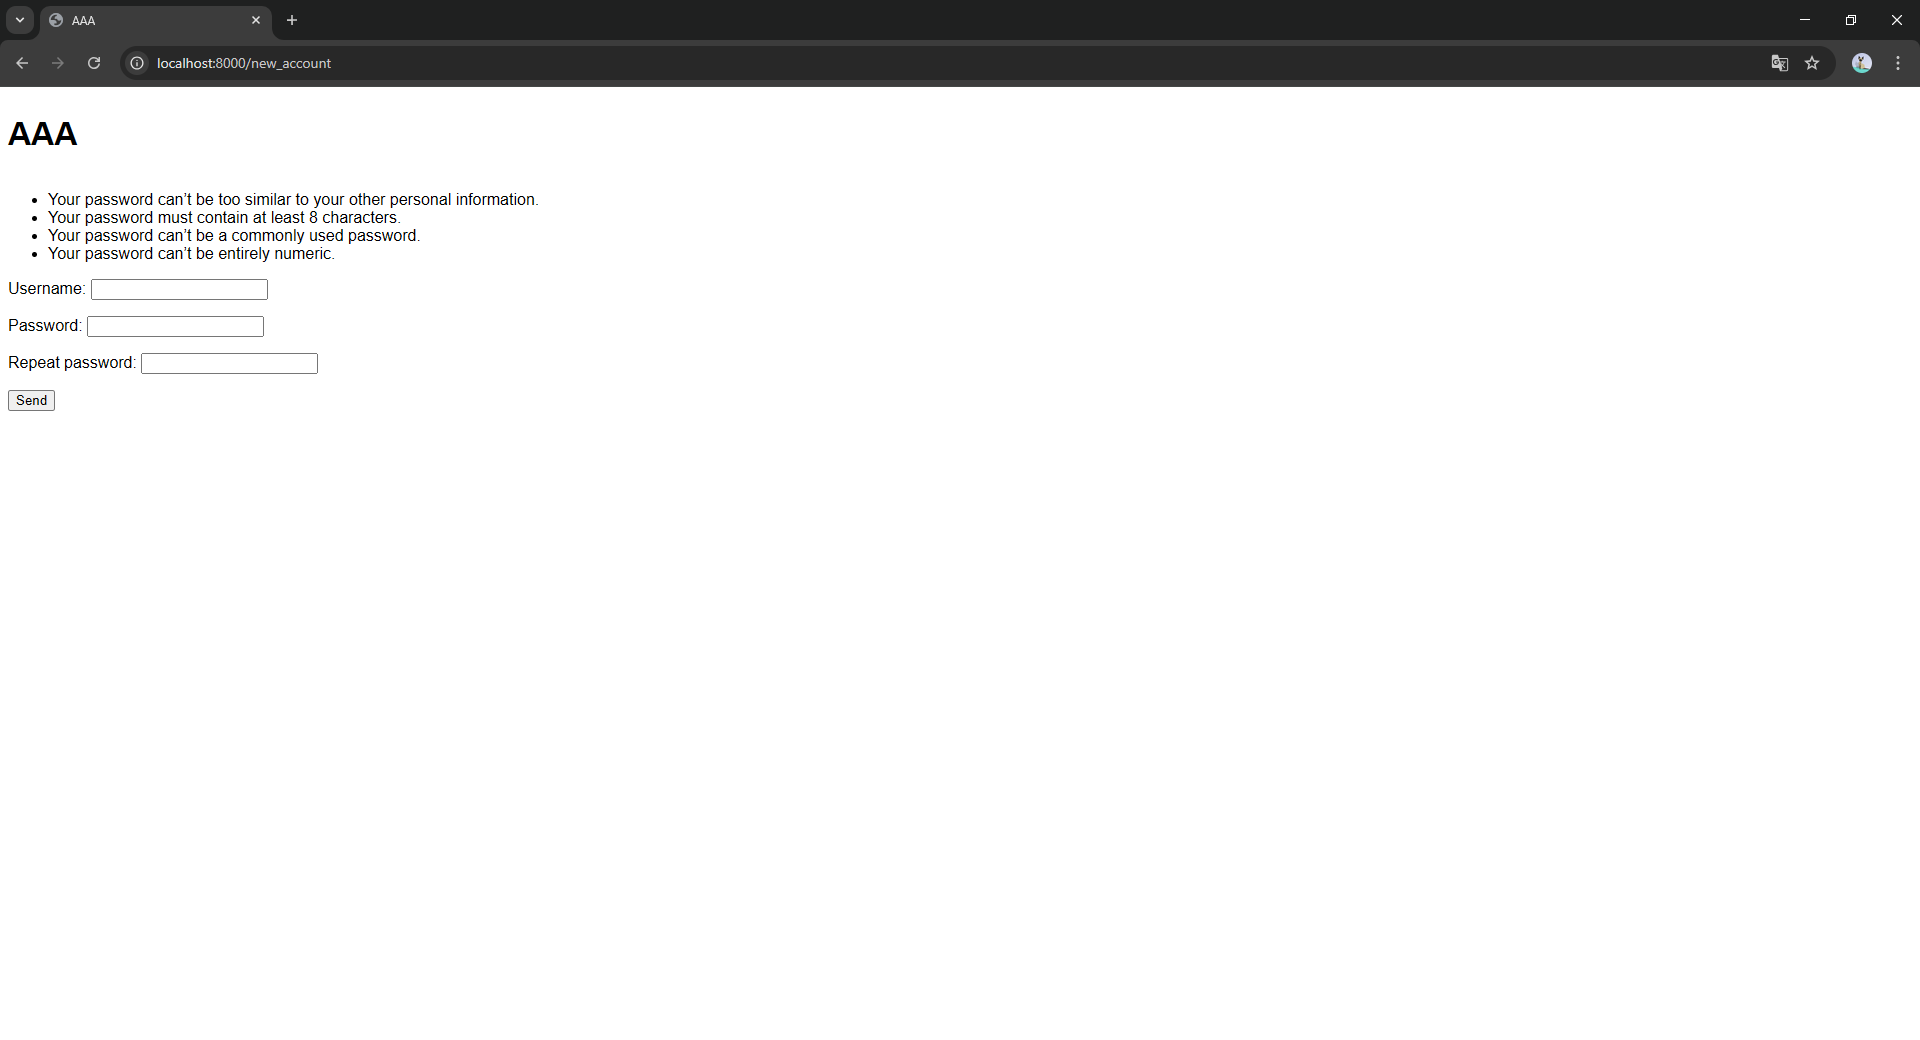 AAA
localhost:8000/new_account
AAA
Your password can’t be too similar to your other personal information.
Your password must contain at least 8 characters.
Your password can’t be a commonly used password.
Your password can’t be entirely numeric.
Username:
Password:
Repeat password:
Send